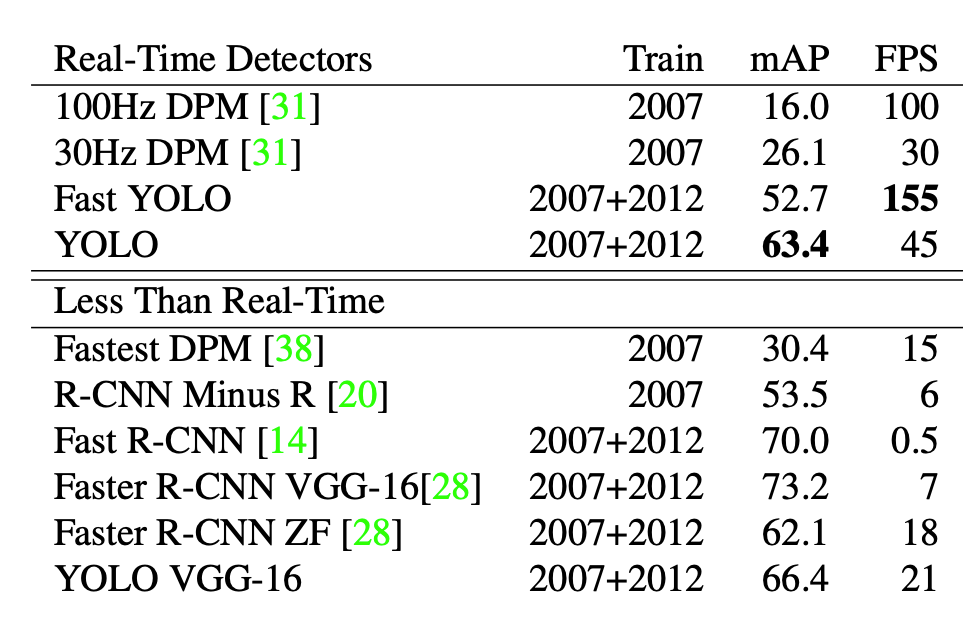 Real-Time Detectors Train mAP FPS
100Hz DPM [31] 2007 16.0 100
30Hz DPM [31] 2007 26.1 30
Fast YOLO 2007+2012 52.7 155
YOLO 2007+2012 63.4 45
Less Than Real-Time
Fastest DPM [38] 2007 30.4 15
R-CNN Minus R [20] 2007 53.5 6
Fast R-CNN [14] 2007+2012 70.0 0.5
Faster R-CNN VGG-16[28] 2007+2012 73.2 7
Faster R-CNN ZF [28] 2007+2012 62.1 18
YOLO VGG-16 2007+2012 66.4 21